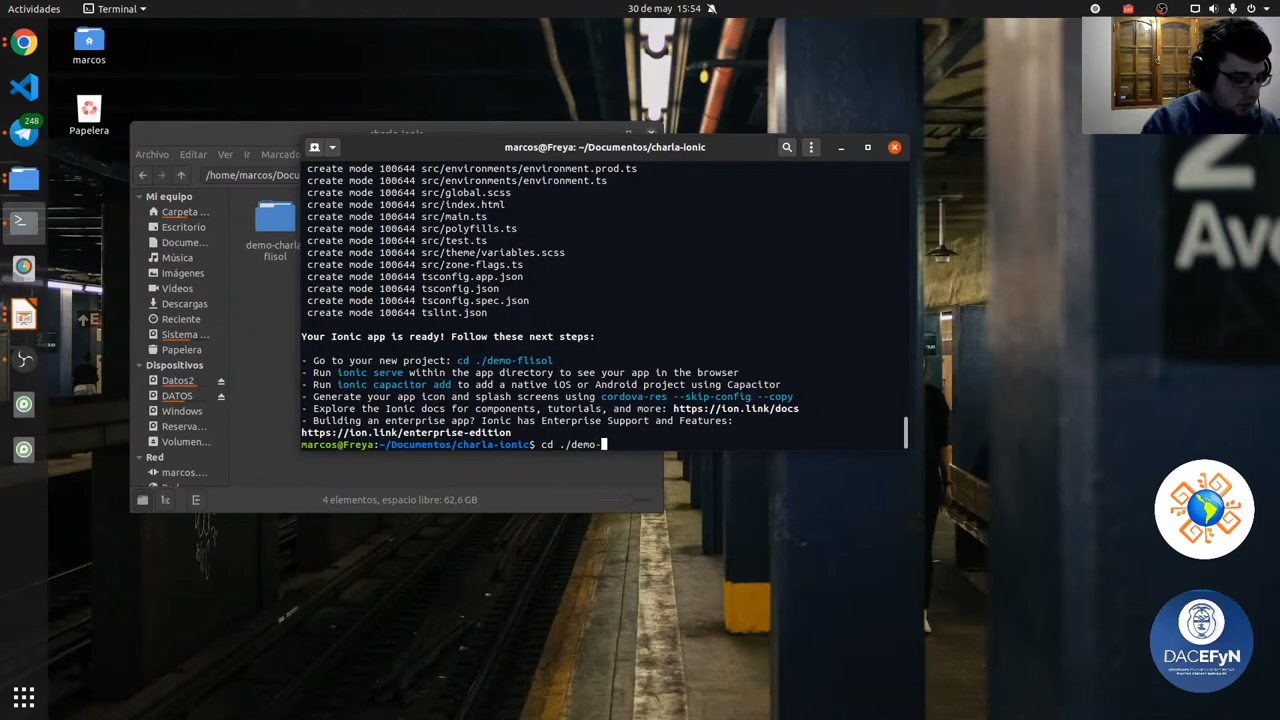 Actividades
Terminal
30 de may 15:54
248
marcos
Papelera
248
charla-ionic
Archivo Editar Ver Ir Marcado
/home/marcos/Docu
Mi equipo
Carpeta ...
Escritorio
Docume...
Música
Imágenes
Vídeos
Descargas
Reciente
Sistema ...
Papelera
Dispositivos
Datos2
DATOS
Windows
Reserva...
Volumen...
Red
marcos....
demo-charla
flisol
4 elementos, espacio libre: 62,6 GB
marcos@Freya: ~/Documentos/charla-ionic
create mode 100644 src/environments/environment.prod.ts
create mode 100644 src/environments/environment.ts
create mode 100644 src/global.scss
create mode 100644 src/index.html
create mode 100644 src/main.ts
create mode 100644 src/polyfills.ts
create mode 100644 src/test.ts
create mode 100644 src/theme/variables.scss
create mode 100644 src/zone-flags.ts
create mode 100644 tsconfig.app.json
create mode 100644 tsconfig.json
create mode 100644 tsconfig.spec.json
create mode 100644 tslint.json
Your Ionic app is ready! Follow these next steps:
- Go to your new project: cd ./demo-flisol
- Run ionic serve within the app directory to see your app in the browser
- Run ionic capacitor add to add a native iOS or Android project using Capacitor
- Generate your app icon and splash screens using cordova-res --skip-config --copy
- Explore the Ionic docs for components, tutorials, and more: https://ion.link/docs
- Building an enterprise app? Ionic has Enterprise Support and Features:
https://ion.link/enterprise-edition
marcos@Freya:~/Documentos/charla-ionic$ cd ./demo-
2
Av
DACEFyN